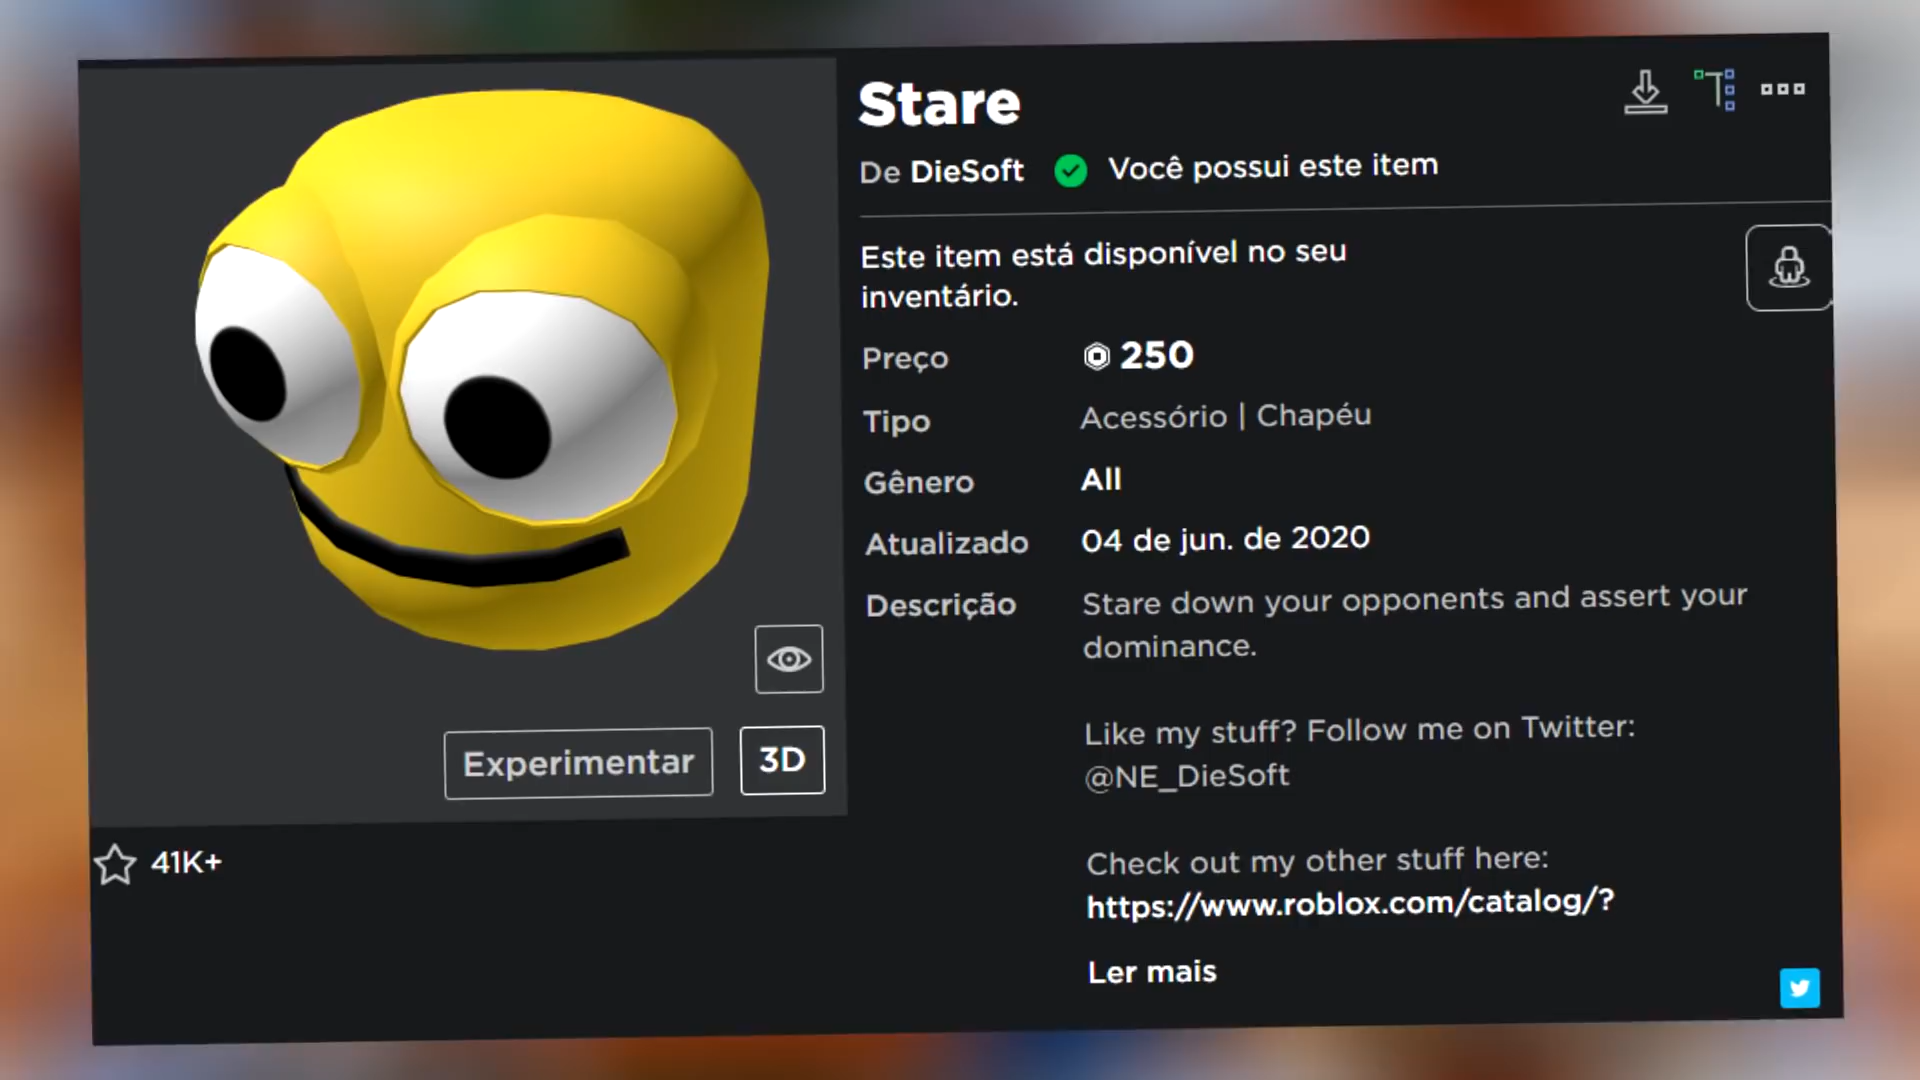 Stare
De DieSoft Você possui este item
Este item está disponível no seu
inventário.
Preço 250
Tipo Acessório | Chapéu
Gênero All
Atualizado 04 de jun. de 2020
Descrição Stare down your opponents and assert your
dominance.
Like my stuff? Follow me on Twitter:
@NE_DieSoft
Check out my other stuff here:
https://www.roblox.com/catalog/?
Ler mais
Experimentar 3D
41K+